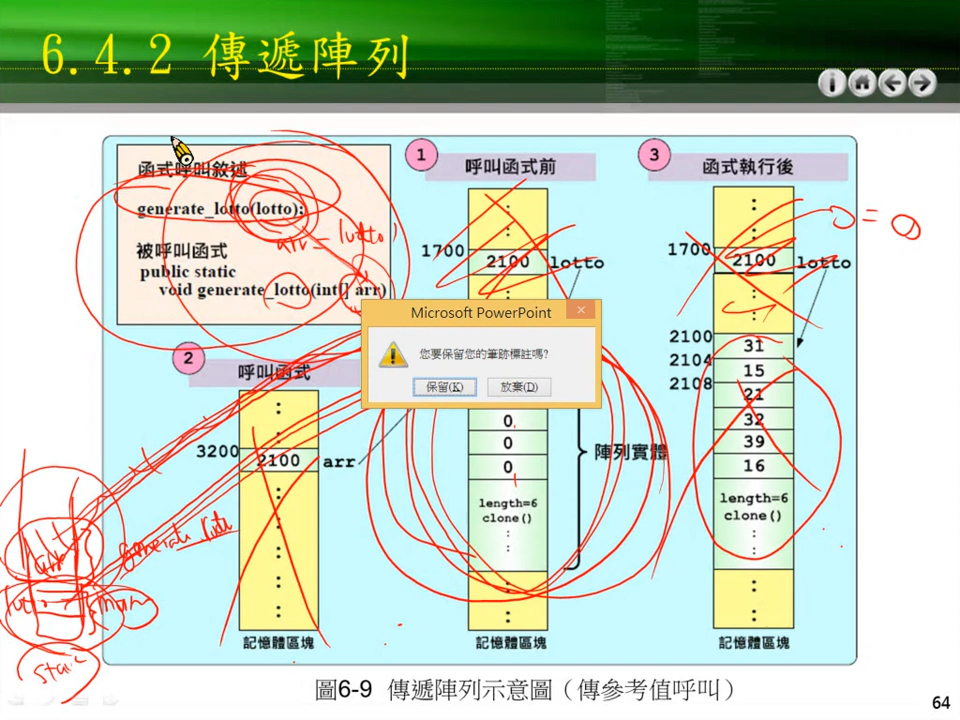 6.4.2 傳遞陣列
函式呼叫敘述
generate_lotto(lotto);
arr = lotto
被呼叫函式
public static
void generate_lotto(int[] arr)
1
呼叫函式前
1700
2100
lotto
0
0
0
length=6
clone()
陣列實體
記憶體區塊
2
呼叫函式
3200
2100
arr
記憶體區塊
3
函式執行後
1700
2100
lotto
2100
31
2104
15
2108
21
32
39
16
length=6
clone()
記憶體區塊
Microsoft PowerPoint
您要保留您的筆跡標註嗎?
保留(K)
放棄(D)
arr
main
圖6-9 傳遞陣列示意圖（傳參考值呼叫）
64